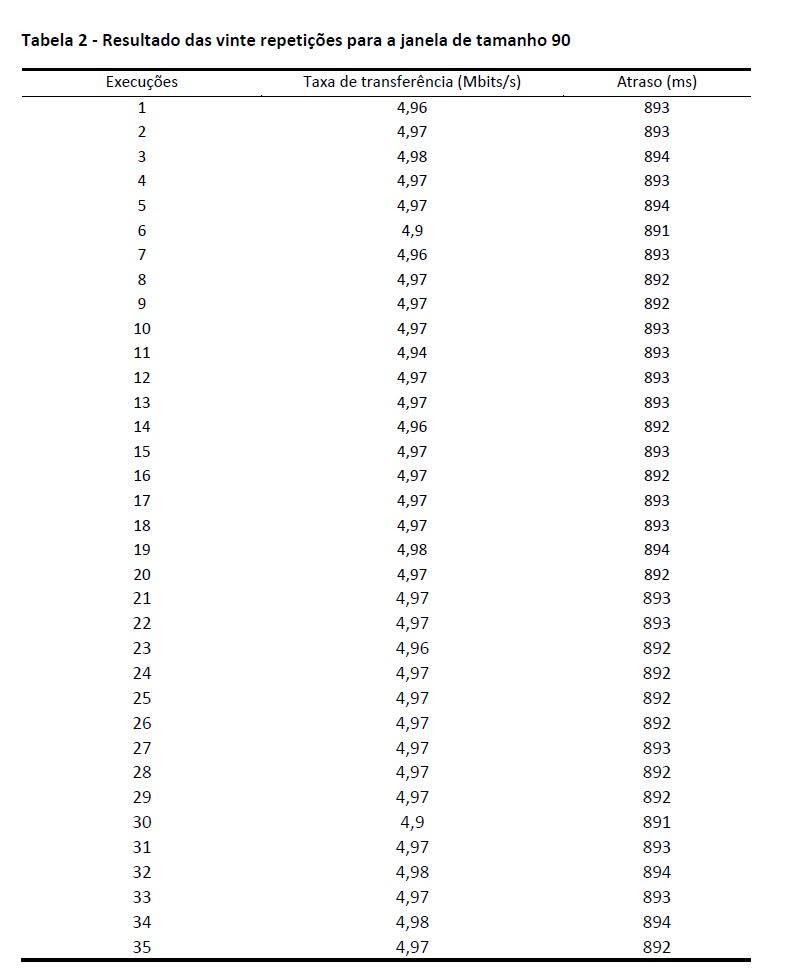 Tabela 2 - Resultado das vinte repetições para a janela de tamanho 90
Execuções Taxa de transferência (Mbits/s) Atraso (ms)
1 4,96 893
2 4,97 893
3 4,98 894
4 4,97 893
5 4,97 894
6 4,9 891
7 4,96 893
8 4,97 892
9 4,97 892
10 4,97 893
11 4,94 893
12 4,97 893
13 4,97 893
14 4,96 892
15 4,97 893
16 4,97 892
17 4,97 893
18 4,97 893
19 4,98 894
20 4,97 892
21 4,97 893
22 4,97 893
23 4,96 892
24 4,97 892
25 4,97 892
26 4,97 892
27 4,97 893
28 4,97 892
29 4,97 892
30 4,9 891
31 4,97 893
32 4,98 894
33 4,97 893
34 4,98 894
35 4,97 892